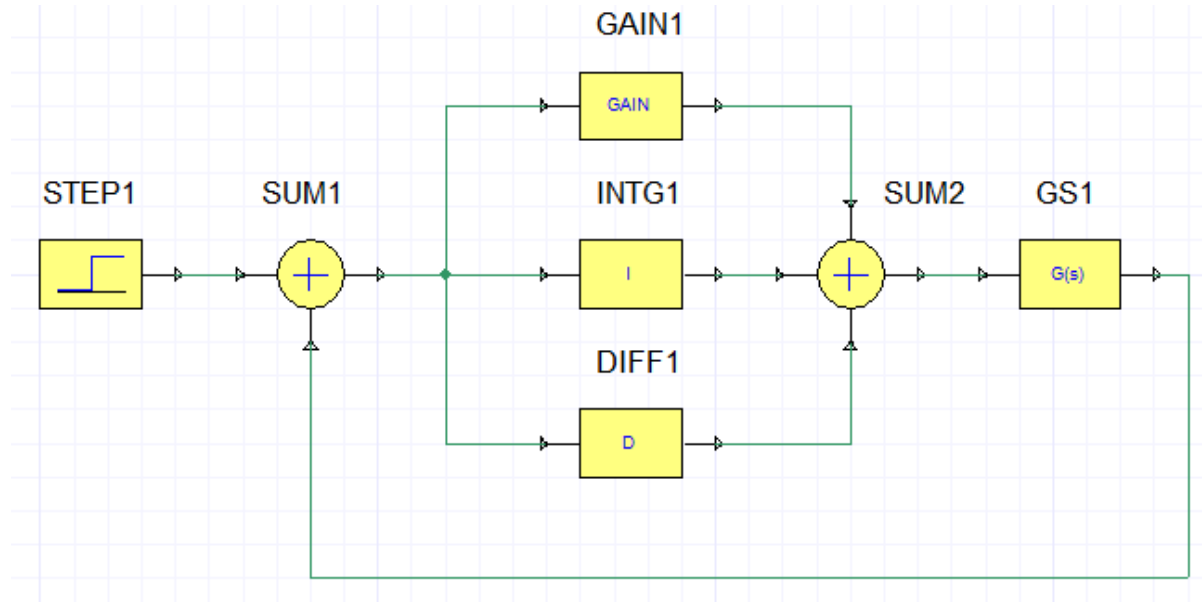 GAIN1
GAIN
STEP1
SUM1
INTG1
SUM2
GS1
I
G(s)
DIFF1
D